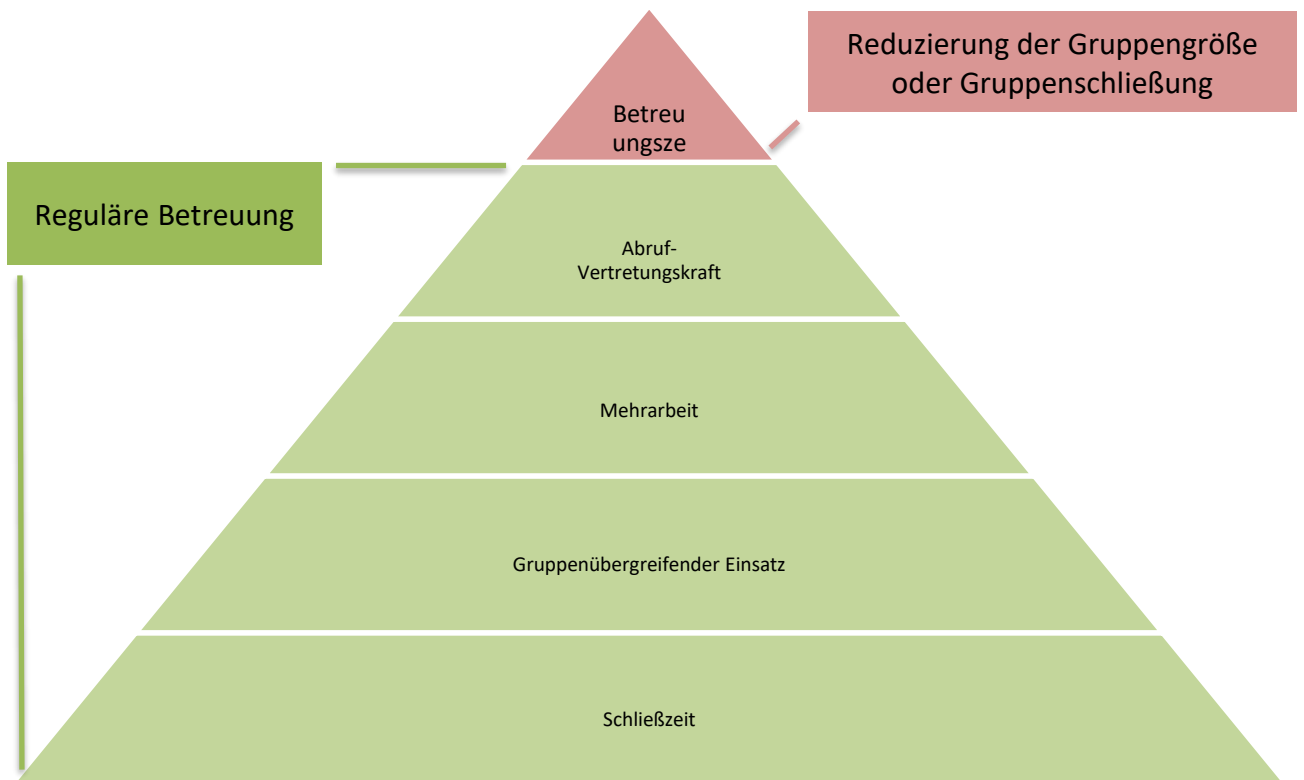 Reduzierung der Gruppengröße
oder Gruppenschließung
Betreu
ungsze
Reguläre Betreuung
Abruf-
Vertretungskraft
Mehrarbeit
Gruppenübergreifender Einsatz
Schließzeit